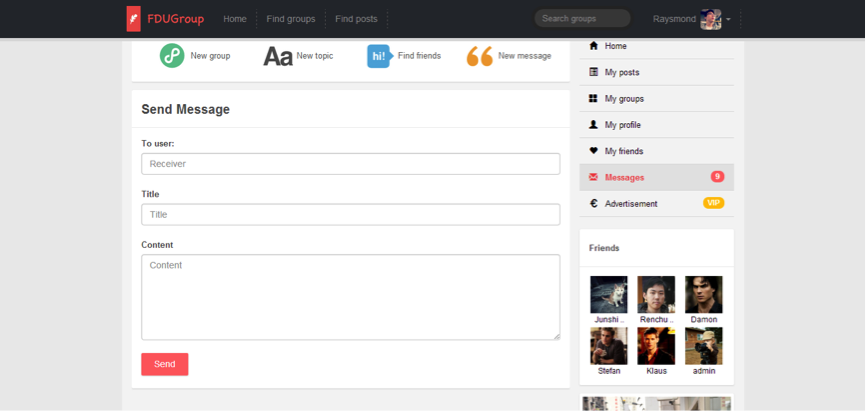 FDUGroup Home Find groups Find posts Search groups Raysmond
New group Aa New topic hi! Find friends New message
Send Message
To user:
Receiver
Title
Title
Content
Content
Send
Home
My posts
My groups
My profile
My friends
Messages 9
€ Advertisement VIP
Friends
Junshi .. Renchu .. Damon
Stefan Klaus admin